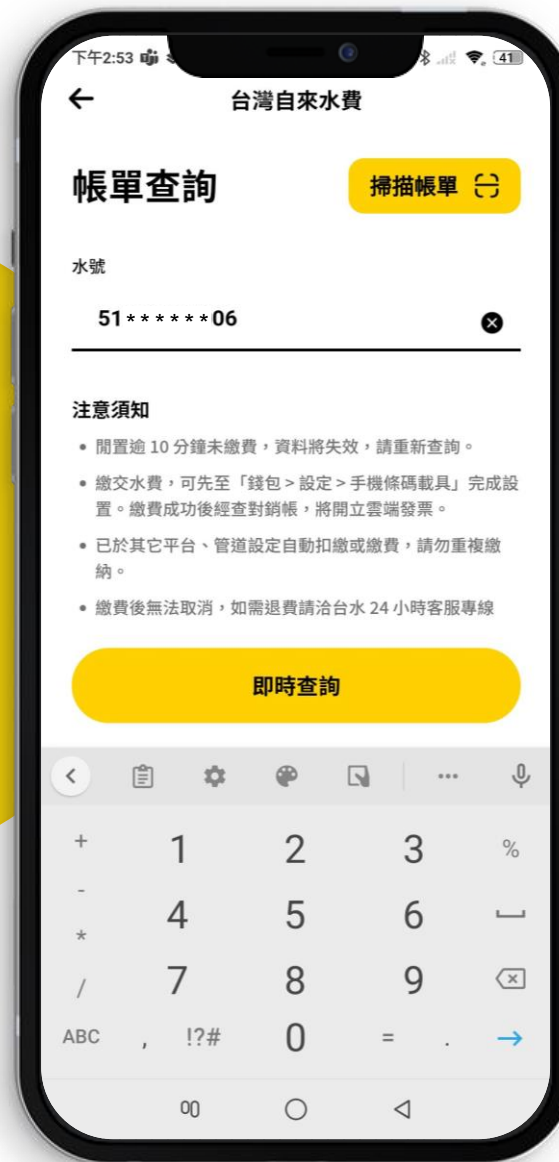 下午2:53
41
台灣自來水費
帳單查詢
掃描帳單
水號
51******06
注意須知
• 閒置逾 10 分鐘未繳費，資料將失效，請重新查詢。
• 繳交水費，可先至「錢包 > 設定 > 手機條碼載具」完成設
置。繳費成功後經查對銷帳，將開立雲端發票。
• 已於其它平台、管道設定自動扣繳或繳費，請勿重複繳
納。
• 繳費後無法取消，如需退費請洽台水 24 小時客服專線
即時查詢
+ 1 2 3 %
-
4 5 6
*
/ 7 8 9
ABC , !?# 0 = .